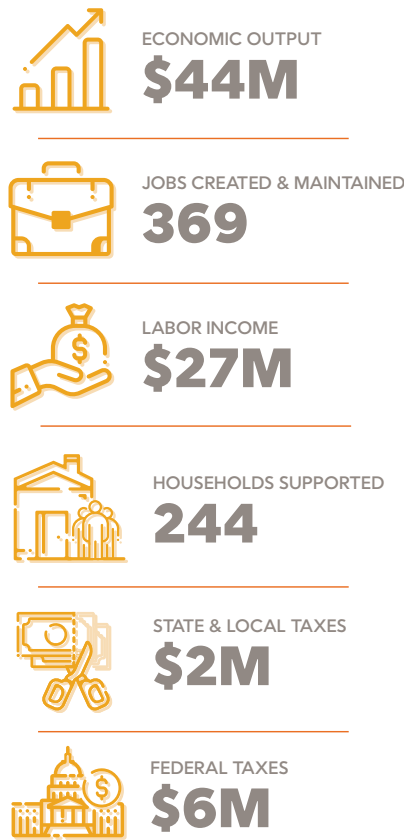 ECONOMIC OUTPUT
$44M
JOBS CREATED & MAINTAINED
369
LABOR INCOME
$27M
HOUSEHOLDS SUPPORTED
244
STATE & LOCAL TAXES
$2M
FEDERAL TAXES
$6M